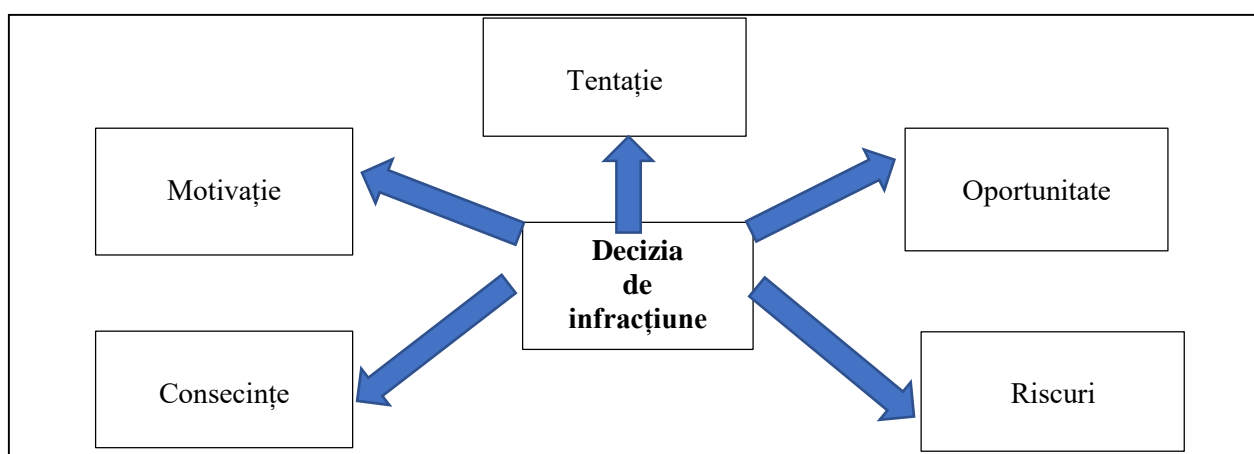 Tentație
Motivație
Oportunitate
Decizia
de
infracțiune
Consecințe
Riscuri